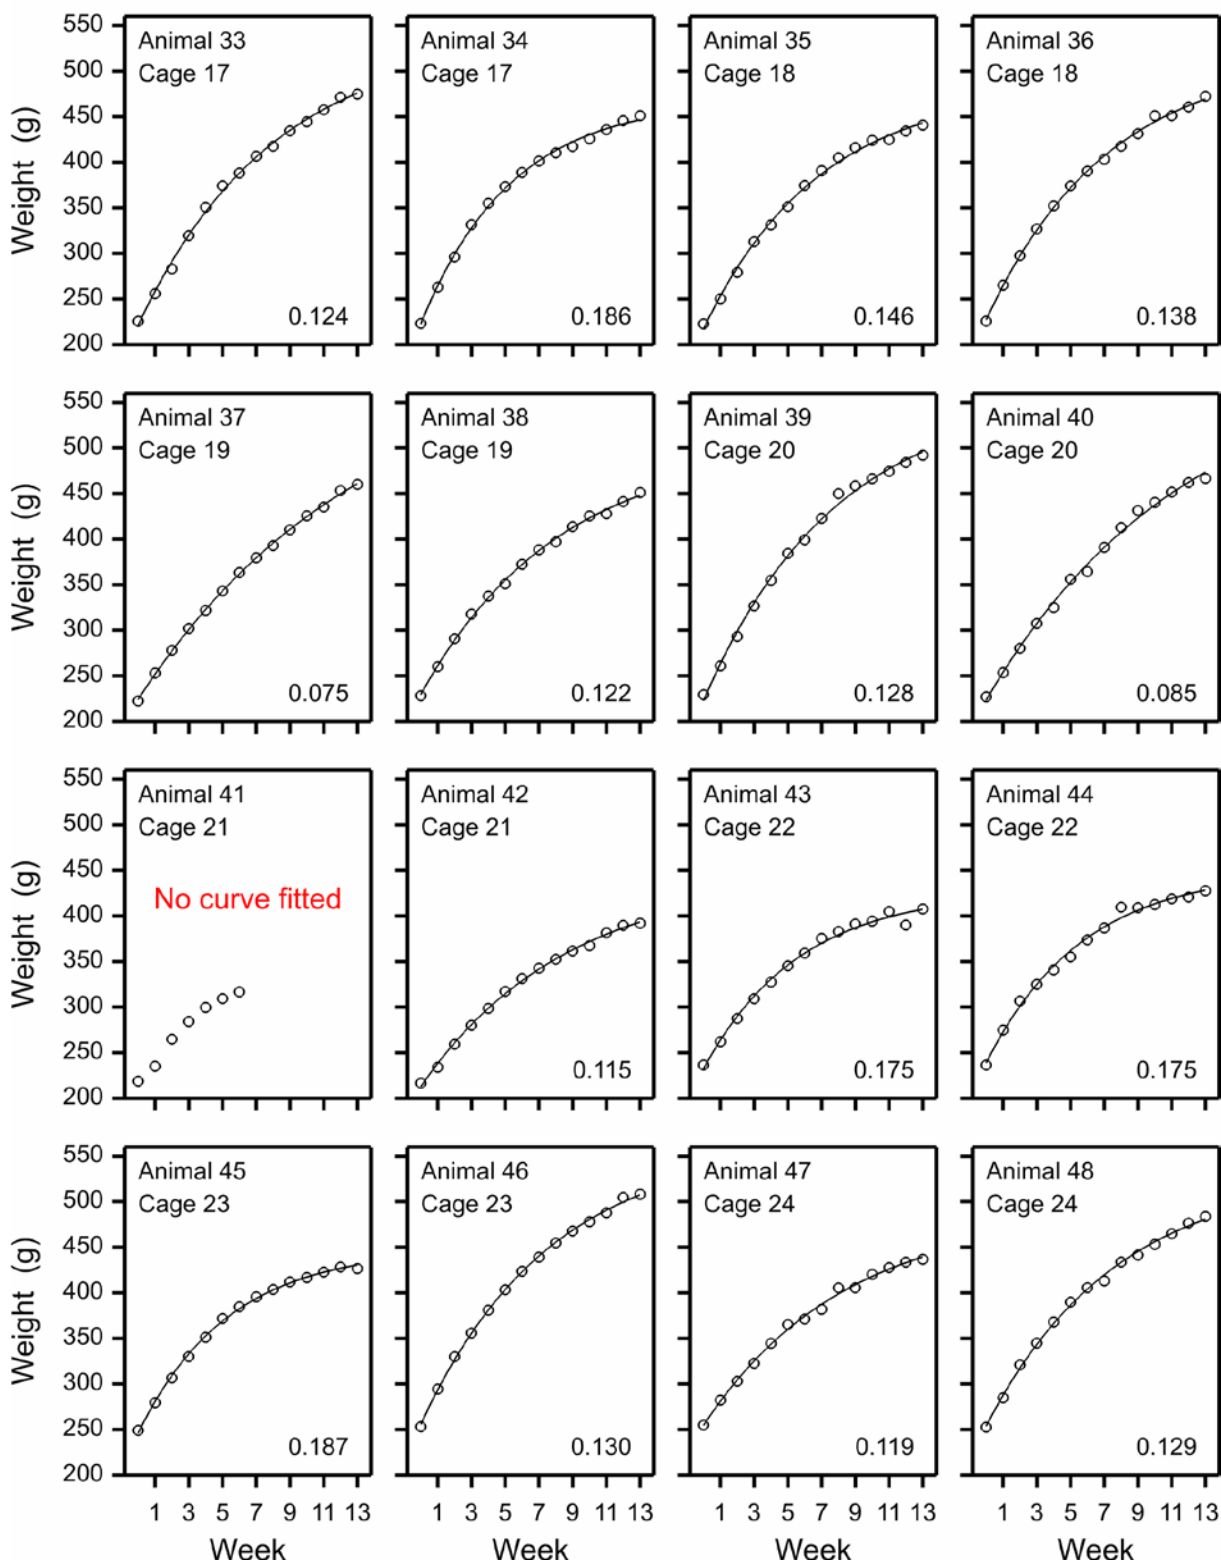 550
500
450
400
350
300
250
200
Weight (g)
Animal 33
Cage 17
0.124
Animal 34
Cage 17
0.186
Animal 35
Cage 18
0.146
Animal 36
Cage 18
0.138
550
500
450
400
350
300
250
200
Weight (g)
Animal 37
Cage 19
0.075
Animal 38
Cage 19
0.122
Animal 39
Cage 20
0.128
Animal 40
Cage 20
0.085
550
500
450
400
350
300
250
200
Weight (g)
Animal 41
Cage 21
No curve fitted
Animal 42
Cage 21
0.115
Animal 43
Cage 22
0.175
Animal 44
Cage 22
0.175
550
500
450
400
350
300
250
200
Weight (g)
Animal 45
Cage 23
0.187
Animal 46
Cage 23
0.130
Animal 47
Cage 24
0.119
Animal 48
Cage 24
0.129
1 3 5 7 9 11 13
1 3 5 7 9 11 13
1 3 5 7 9 11 13
1 3 5 7 9 11 13
Week
Week
Week
Week